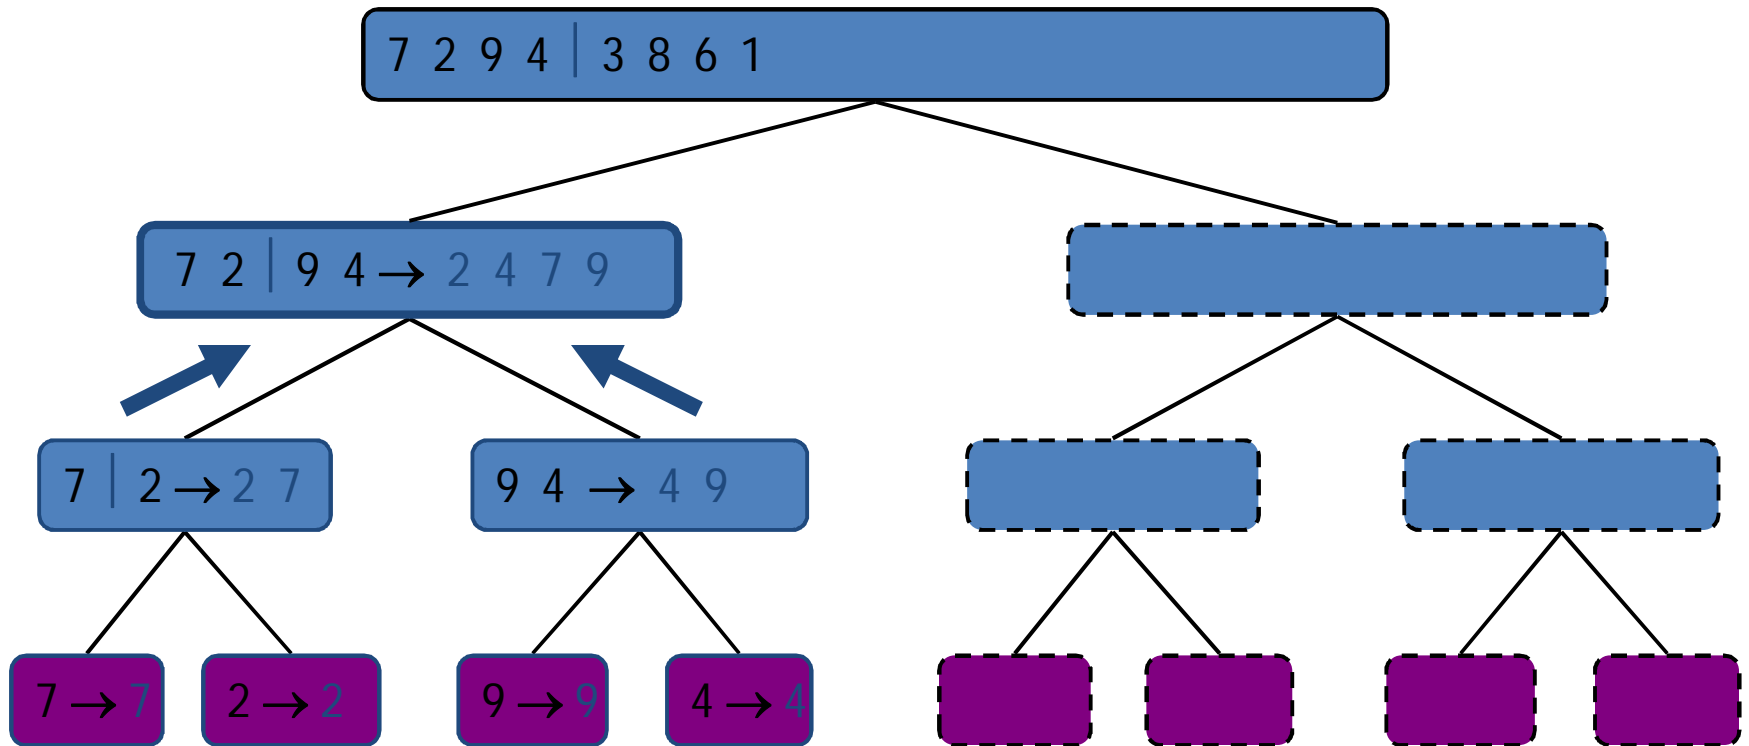 7 2 9 4 | 3 8 6 1
7 2 | 9 4 → 2 4 7 9
7 | 2 → 2 7
9 4 → 4 9
7 → 7
2 → 2
9 → 9
4 → 4